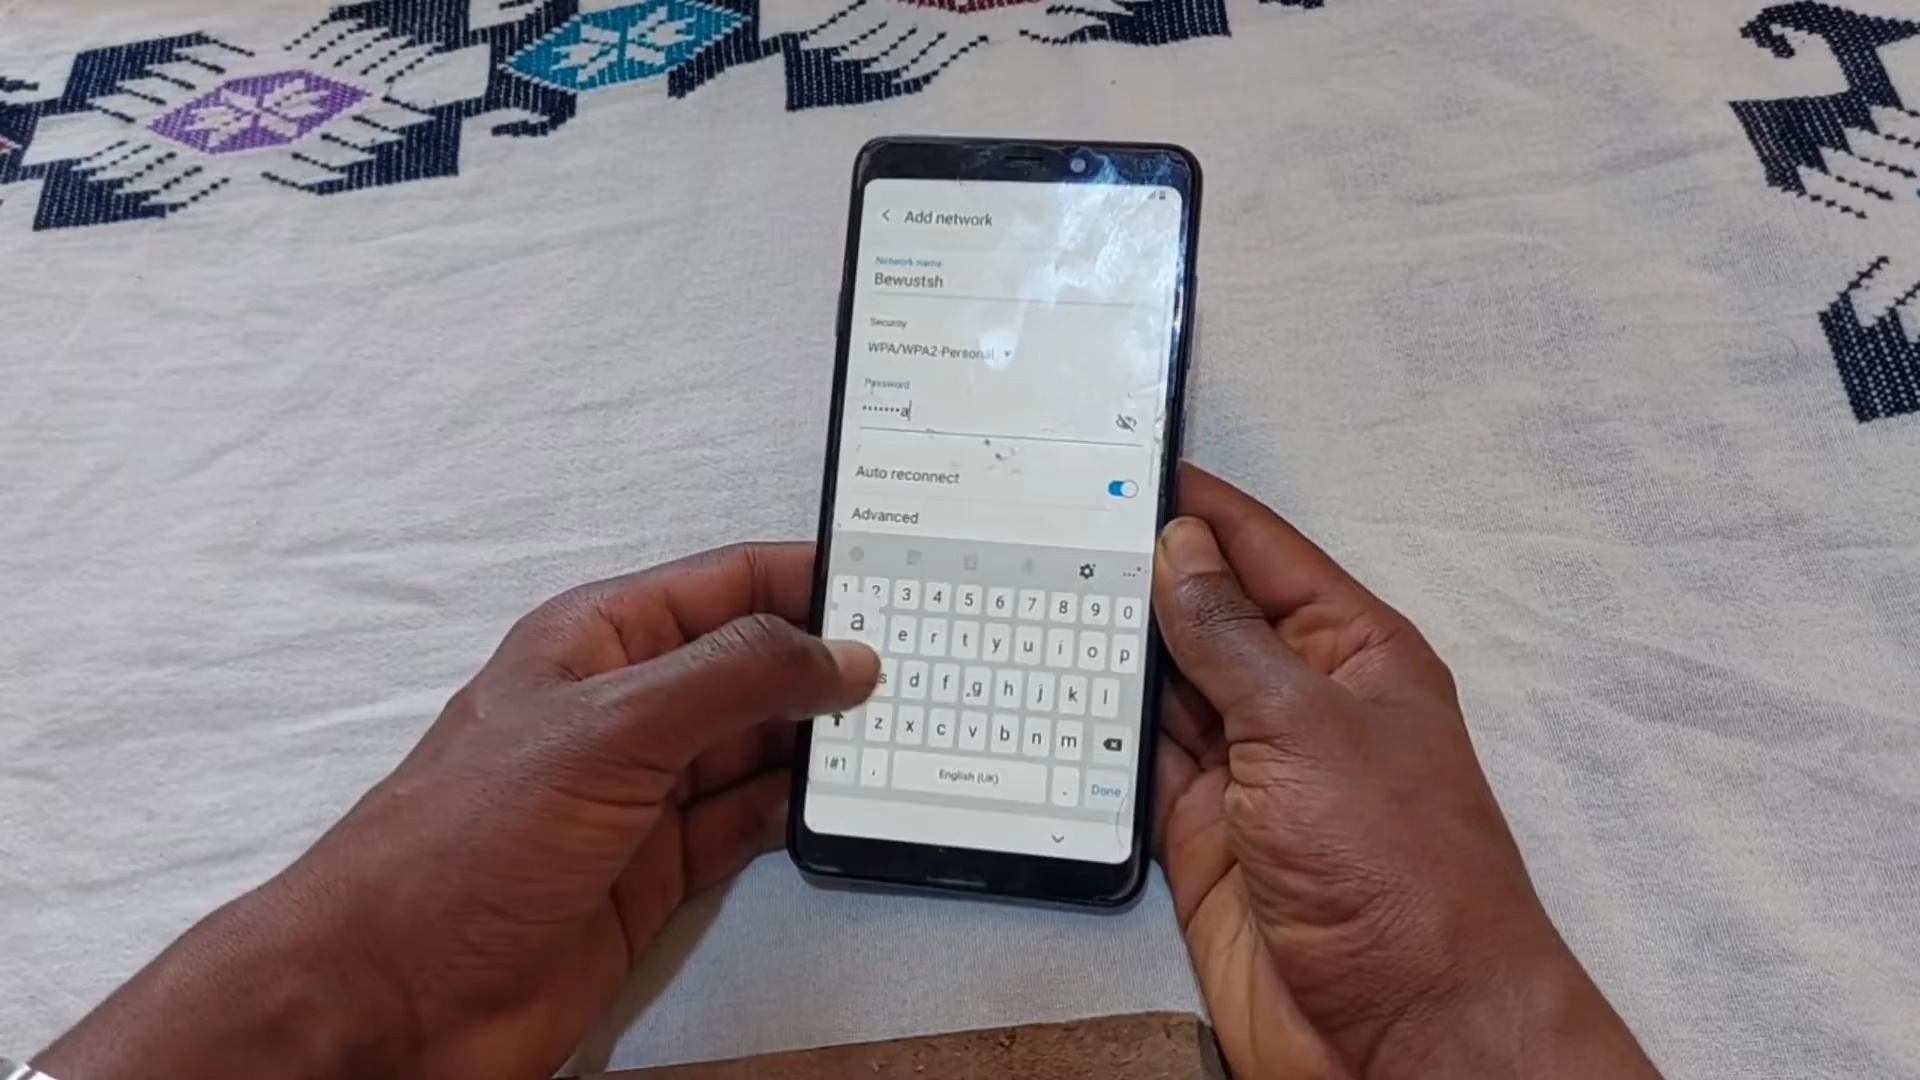 Add network
Network name
Bewustsh
Security
WPA/WPA2-Personal
Password
•••••••a
Auto reconnect
Advanced
1 2 3 4 5 6 7 8 9 0
a
e r t y u i o p
s d f g h j k l
z x c v b n m
!#1 , English (UK) . Done